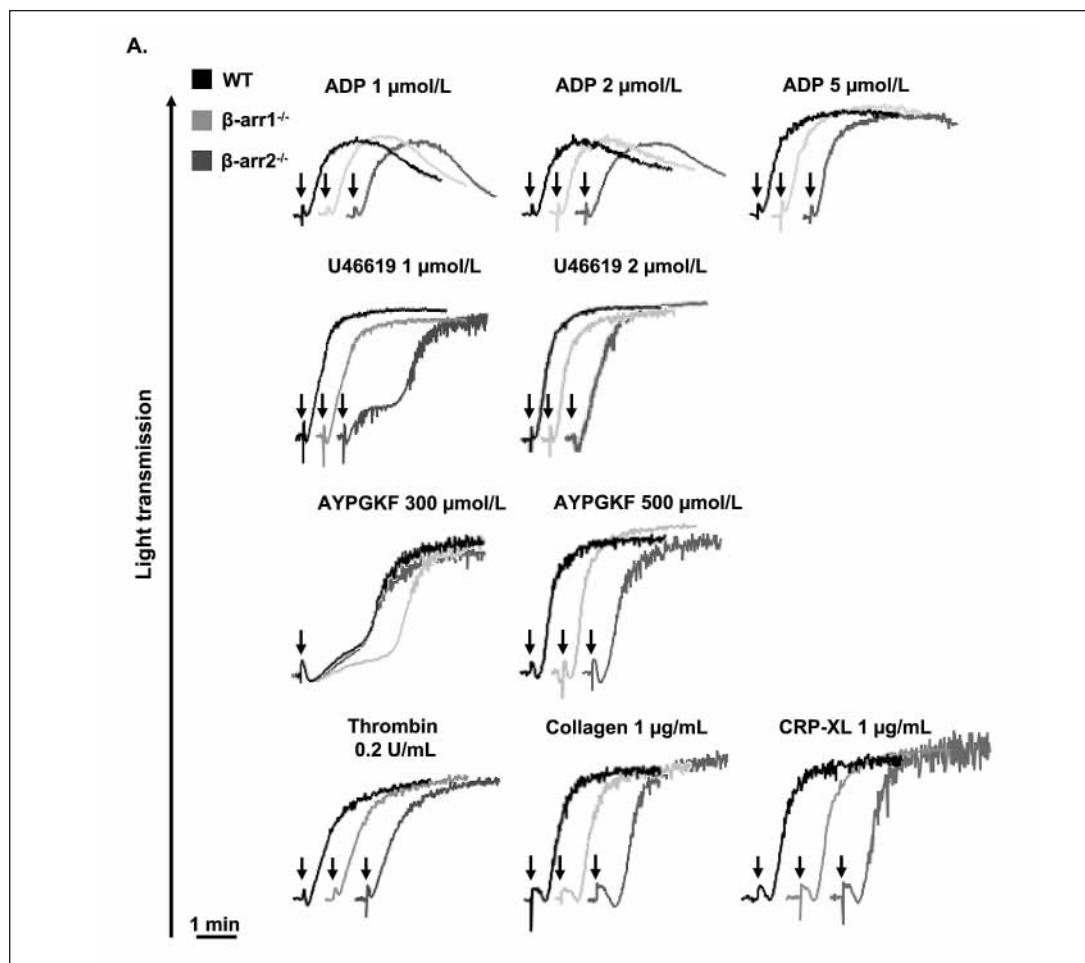 A.
WT
β-arr1-/-
β-arr2-/-
ADP 1 μmol/L
ADP 2 μmol/L
ADP 5 μmol/L
U46619 1 μmol/L
U46619 2 μmol/L
AYPGKF 300 μmol/L
AYPGKF 500 μmol/L
Thrombin
0.2 U/mL
Collagen 1 μg/mL
CRP-XL 1 μg/mL
Light transmission
1 min